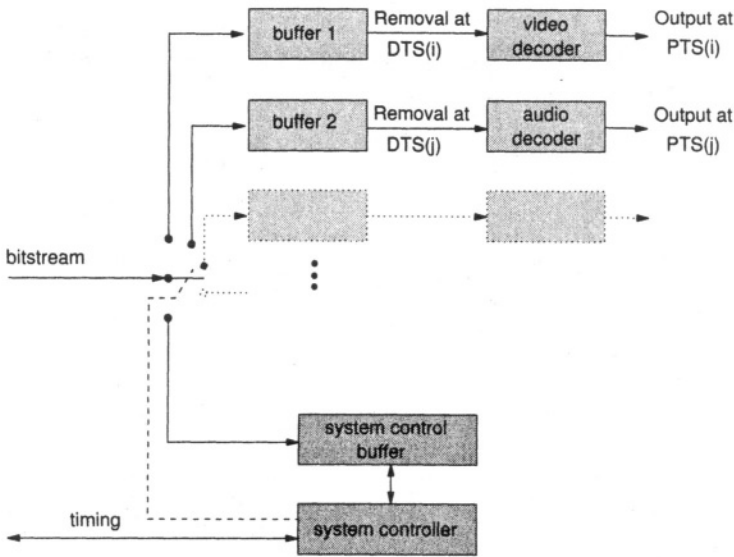 buffer 1
Removal at
DTS(i)
video
decoder
Output at
PTS(i)
buffer 2
Removal at
DTS(j)
audio
decoder
Output at
PTS(j)
bitstream
system control
buffer
timing
system controller